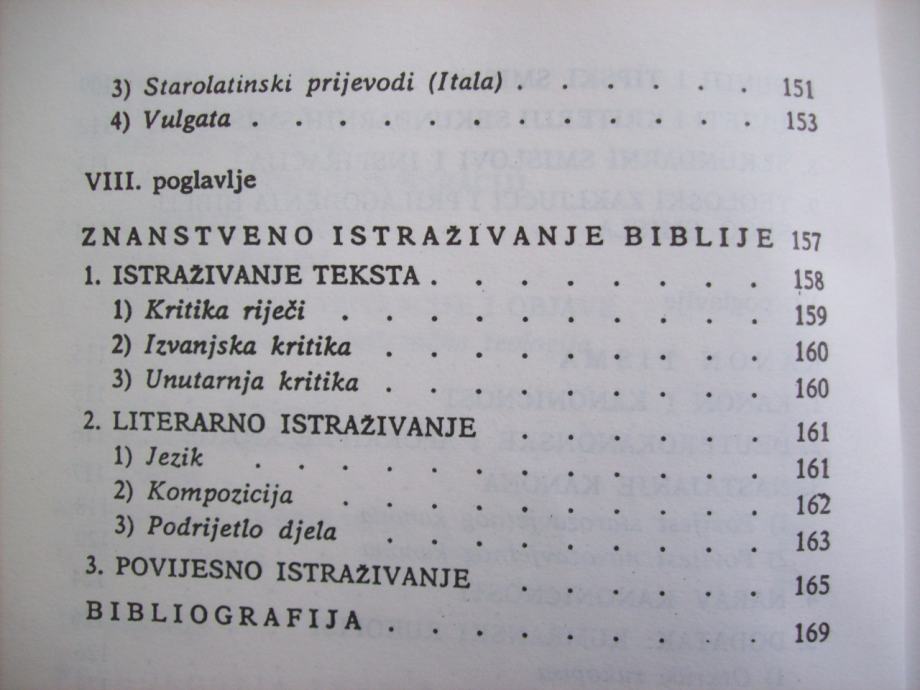 3) Starolatinski prijevodi (Itala) . . . . . . 151
4) Vulgata . . . . . . . . . . . 153
VIII. poglavlje
ZNANSTVENO ISTRAŽIVANJE BIBLIJE 157
1. ISTRAŽIVANJE TEKSTA . . . . . . . . 158
1) Kritika riječi . . . . . . . . . . 159
2) Izvanjska kritika . . . . . . . . . 160
3) Unutarnja kritika . . . . . . . . . 160
2. LITERARNO ISTRAŽIVANJE . . . . . . . 161
1) Jezik . . . . . . . . . . . . 161
2) Kompozicija . . . . . . . . . . 162
3) Podrijetlo djela . . . . . . . . . 163
3. POVIJESNO ISTRAŽIVANJE . . . . . . . 165
BIBLIOGRAFIJA . . . . . . . . . 169